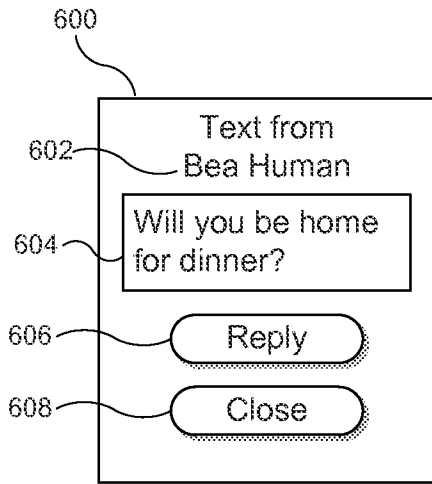 600
Text from
602
Bea Human
Will you be home
604
for dinner?
606
Reply
608
Close